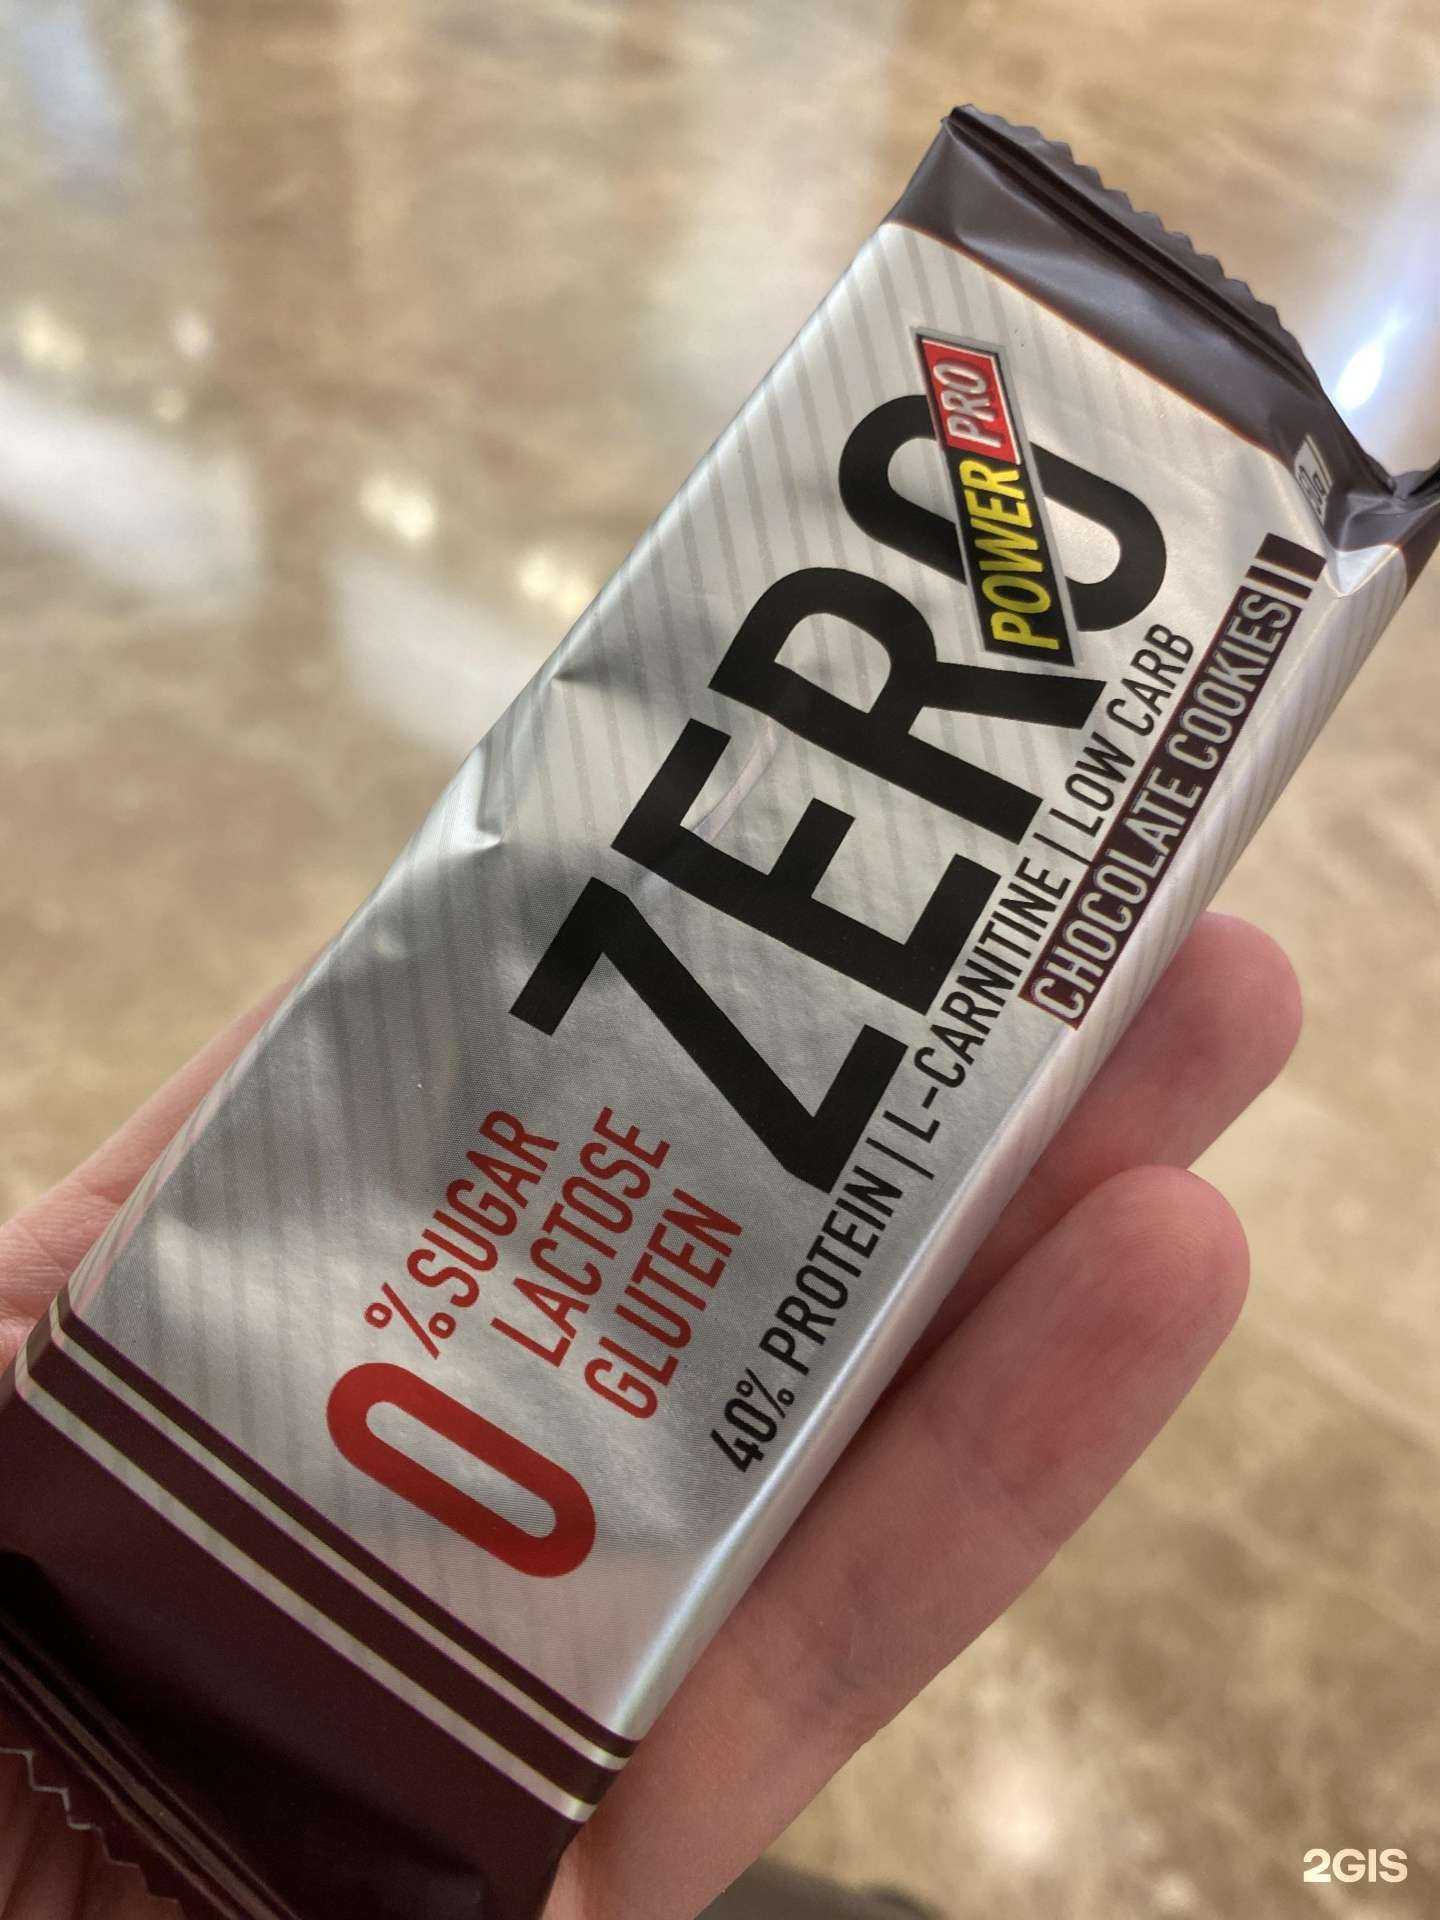 POWER PRO
ZERO
0% SUGAR
LACTOSE
GLUTEN
40% PROTEIN | L-CARNITINE | LOW CARB
CHOCOLATE COOKIES
2GIS